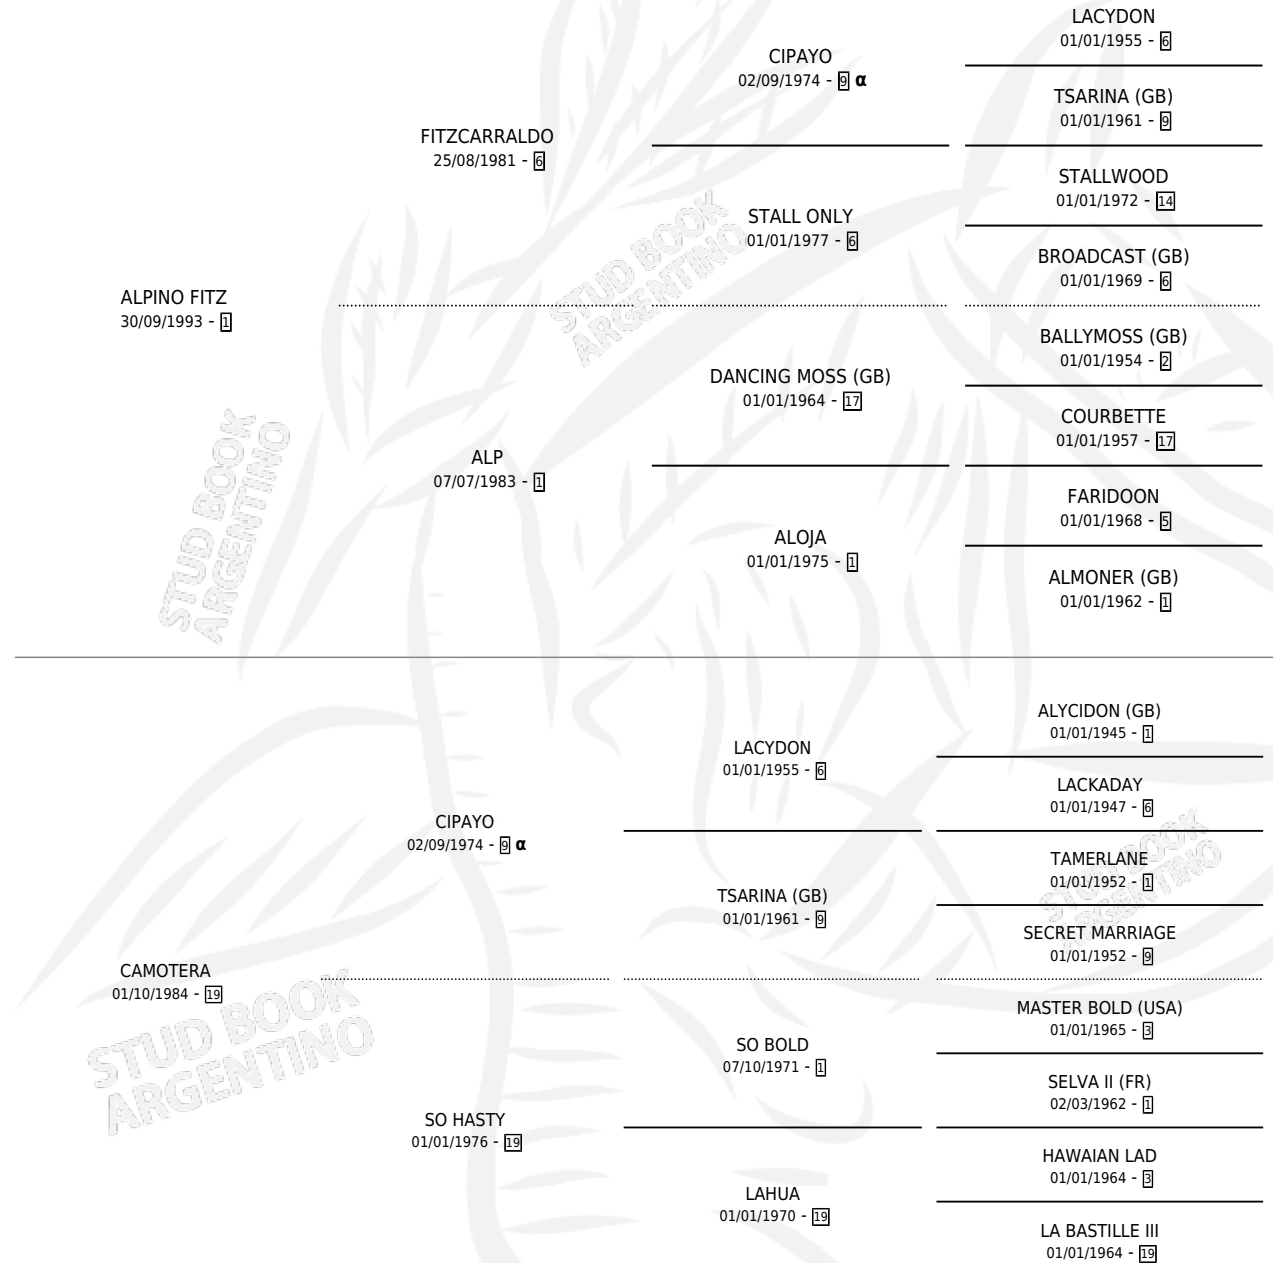 LACYDON
01/01/1955 - 6
CIPAYO
02/09/1974 - 9 α
TSARINA (GB)
01/01/1961 - 9
FITZCARRALDO
25/08/1981 - 6
STALLWOOD
01/01/1972 - 14
STALL ONLY
01/01/1977 - 6
BROADCAST (GB)
01/01/1969 - 6
ALPINO FITZ
30/09/1993 - 1
BALLYMOSS (GB)
01/01/1954 - 2
DANCING MOSS (GB)
01/01/1964 - 17
COURBETTE
01/01/1957 - 17
ALP
07/07/1983 - 1
FARIDOON
01/01/1968 - 5
ALOJA
01/01/1975 - 1
ALMONER (GB)
01/01/1962 - 1
STUD BOOK
ARGENTINO
STUD BOOK
ARGENTINO
ALYCIDON (GB)
01/01/1945 - 1
LACYDON
01/01/1955 - 6
LACKADAY
01/01/1947 - 6
CIPAYO
02/09/1974 - 9 α
TAMERLANE
01/01/1952 - 1
TSARINA (GB)
01/01/1961 - 9
SECRET MARRIAGE
01/01/1952 - 9
CAMOTERA
01/10/1984 - 19
MASTER BOLD (USA)
01/01/1965 - 3
SO BOLD
07/10/1971 - 1
SELVA II (FR)
02/03/1962 - 1
SO HASTY
01/01/1976 - 19
HAWAIAN LAD
01/01/1964 - 3
LAHUA
01/01/1970 - 19
LA BASTILLE III
01/01/1964 - 19
STUD BOOK
ARGENTINO
STUD BOOK
ARGENTINO